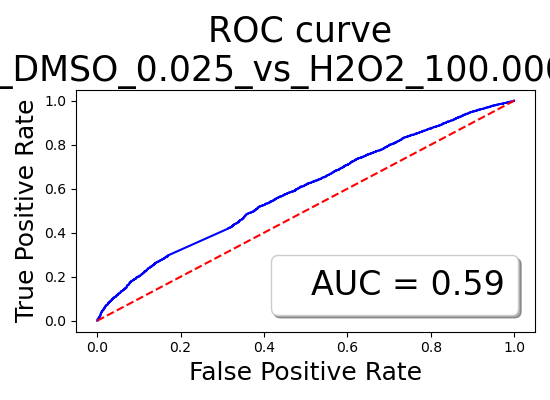 ROC curve
_DMSO_0.025_vs_H2O2_100.000
True Positive Rate
1.0
0.8
0.6
0.4
0.2
0.0
AUC = 0.59
0.0 0.2 0.4 0.6 0.8 1.0
False Positive Rate